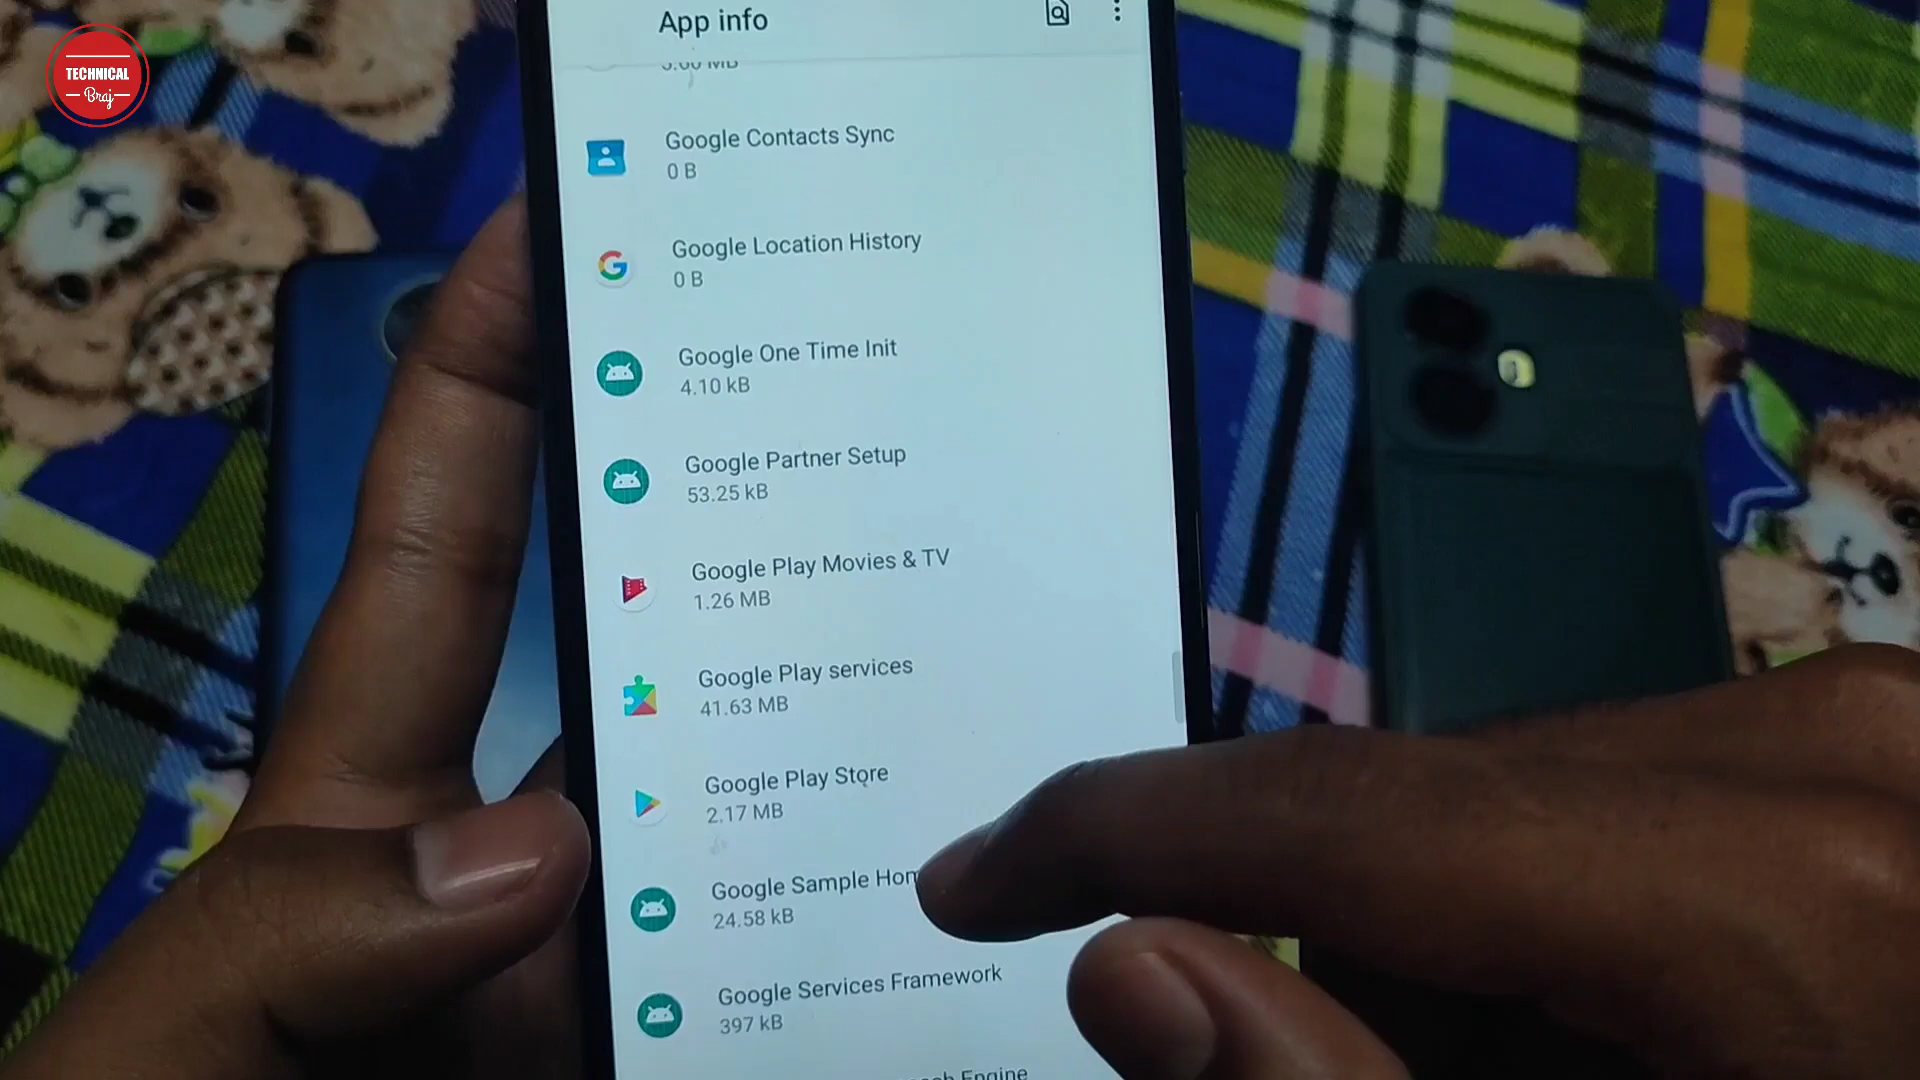 TECHNICAL
Braj
App info
Google Contacts Sync
0 B
Google Location History
0 B
Google One Time Init
4.10 kB
Google Partner Setup
53.25 kB
Google Play Movies & TV
1.26 MB
Google Play services
41.63 MB
Google Play Store
2.17 MB
Google Sample
24.58 kB
Google Services Framework
397 kB
Engine